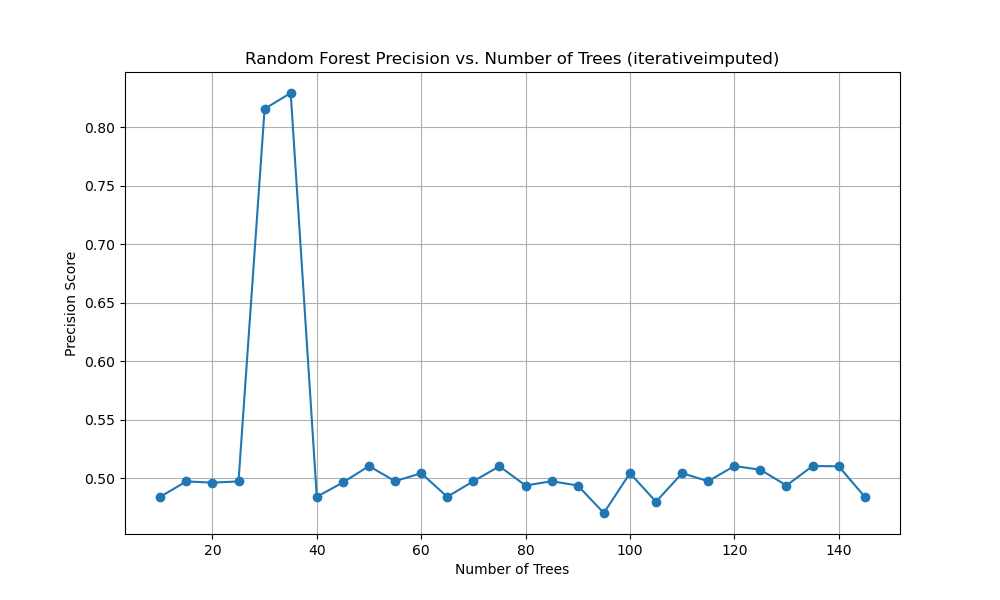 Random Forest Precision vs. Number of Trees (iterativeimputed)
Precision Score
0.80
0.75
0.70
0.65
0.60
0.55
0.50
20 40 60 80 100 120 140
Number of Trees